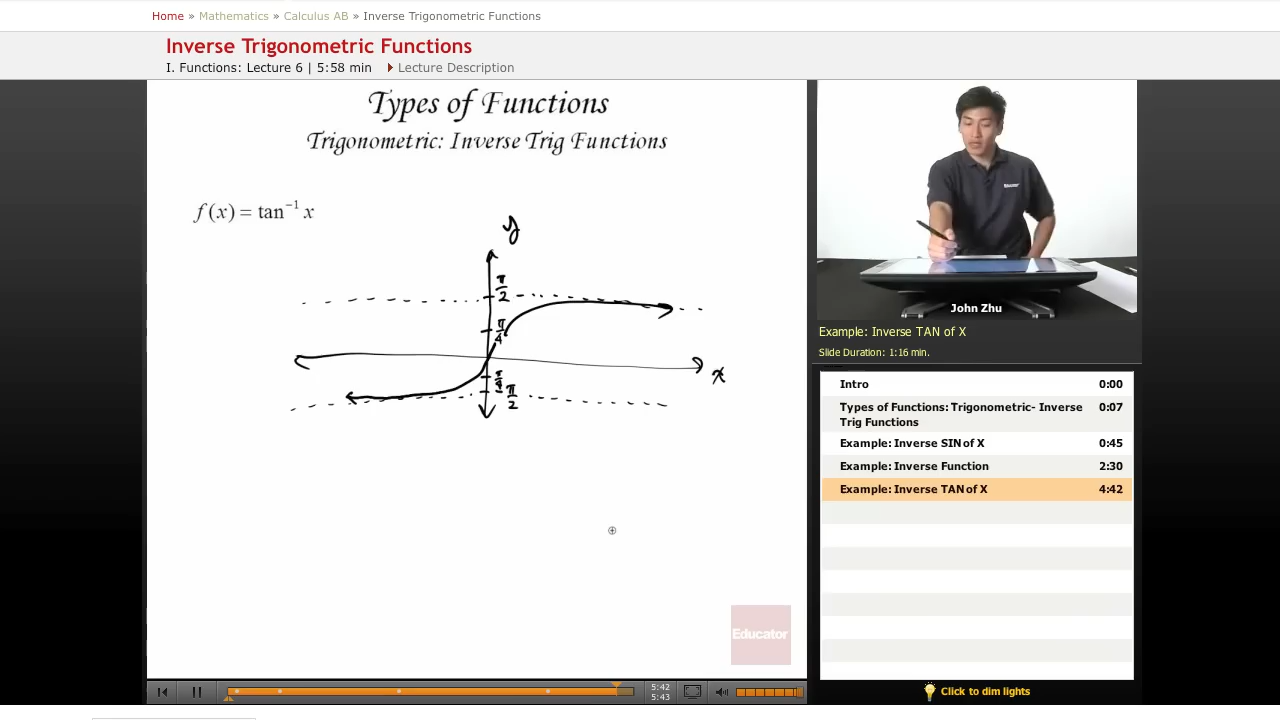 Home » Mathematics » Calculus AB » Inverse Trigonometric Functions
Inverse Trigonometric Functions
I. Functions: Lecture 6 | 5:58 min Lecture Description
Types of Functions
Trigonometric: Inverse Trig Functions
f(x) = tan⁻¹ x
y
π/2
π/4
x
π/4
π/2
Educator
5:42
5:43
John Zhu
Example: Inverse TAN of X
Slide Duration: 1:16 min.
Intro 0:00
Types of Functions: Trigonometric- Inverse 0:07
Trig Functions
Example: Inverse SIN of X 0:45
Example: Inverse Function 2:30
Example: Inverse TAN of X 4:42
Click to dim lights